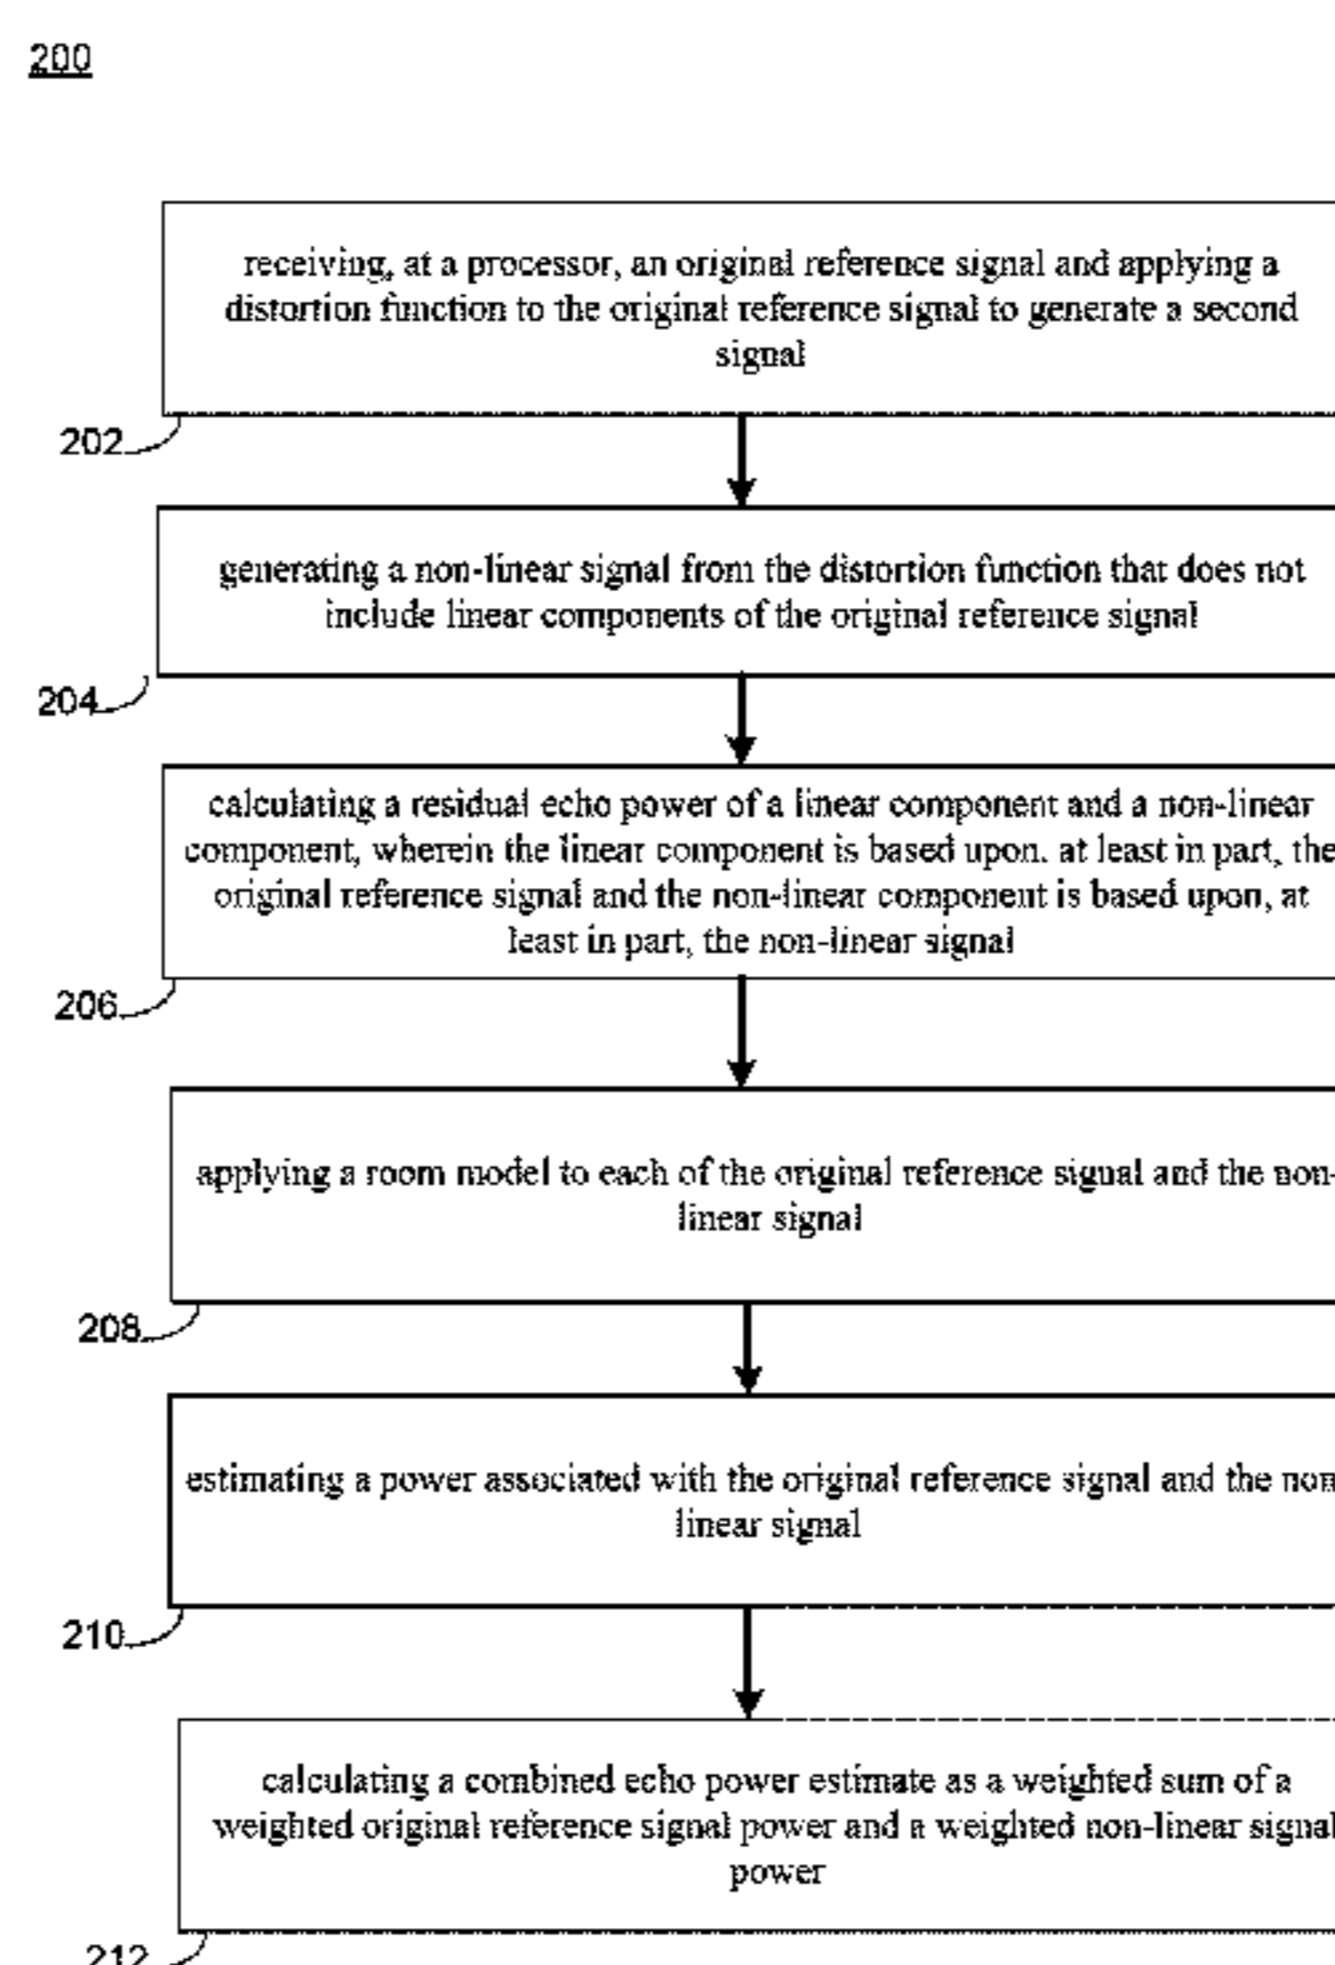 200
receiving, at a processor, an original reference signal and applying a
distortion function to the original reference signal to generate a second
signal
202
generating a non-linear signal from the distortion function that does not
include linear components of the original reference signal
204
calculating a residual echo power of a linear component and a non-linear
component, wherein the linear component is based upon. at least in part, the
original reference signal and the non-linear component is based upon, at
least in part, the non-linear signal
206
applying a room model to each of the original reference signal and the non-
linear signal
208
estimating a power associated with the original reference signal and the non
linear signal
210
calculating a combined echo power estimate as a weighted sum of a
weighted original reference signal power and a weighted non-linear signal
power
212